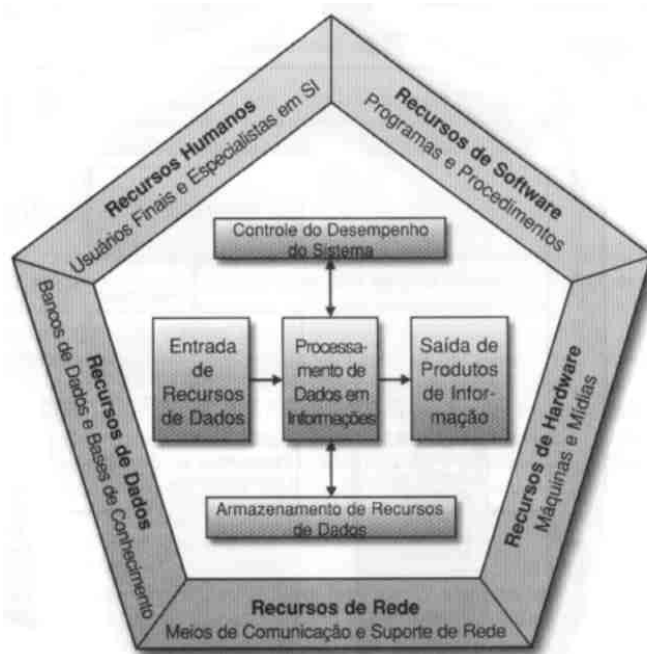 Recursos Humanos
Usuários Finais e Especialistas em SI
Recursos de Software
Programas e Procedimentos
Controle do Desempenho
do Sistema
Entrada
de
Recursos
de Dados
Processa-
mento de
Dados em
Informações
Saída de
Produtos
de Infor-
mação
Armazenamento de Recursos
de Dados
Recursos de Dados
Bancos de Dados e Bases de Conhecimento
Recursos de Hardware
Máquinas e Mídias
Recursos de Rede
Meios de Comunicação e Suporte de Rede